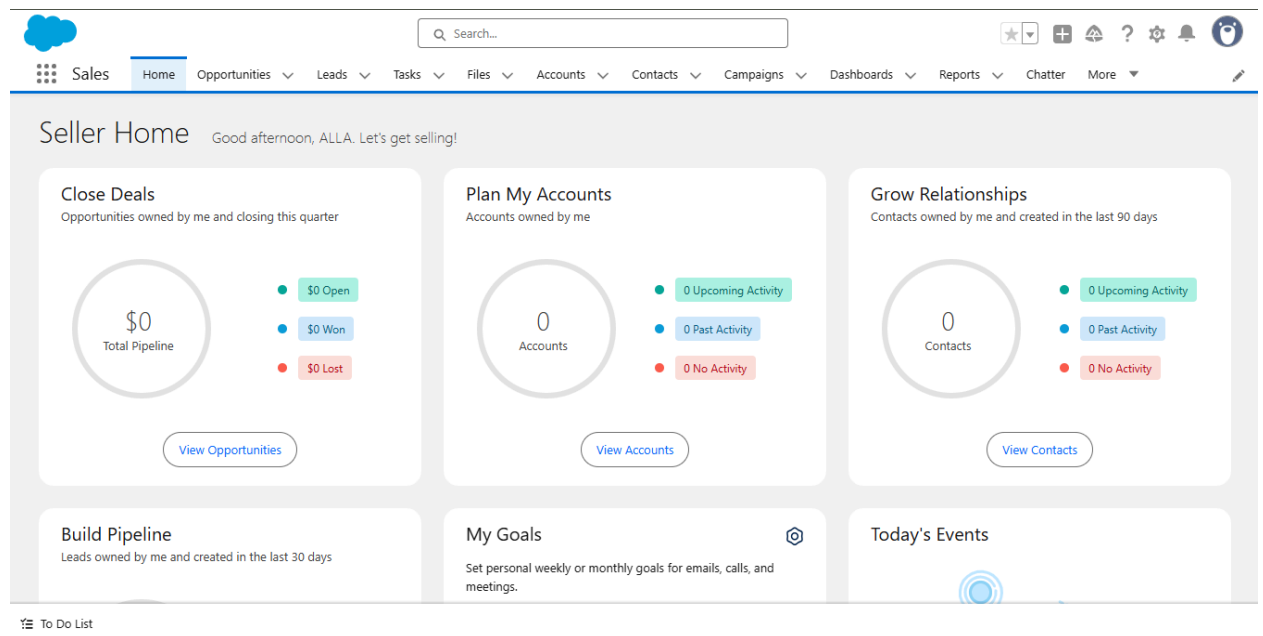 Search...
Sales Home Opportunities Leads Tasks Files Accounts Contacts Campaigns Dashboards Reports Chatter More
Seller Home Good afternoon, ALLA. Let's get selling!
Close Deals
Opportunities owned by me and closing this quarter
$0
Total Pipeline
$0 Open
$0 Won
$0 Lost
View Opportunities
Plan My Accounts
Accounts owned by me
0
Accounts
0 Upcoming Activity
0 Past Activity
0 No Activity
View Accounts
Grow Relationships
Contacts owned by me and created in the last 90 days
0
Contacts
0 Upcoming Activity
0 Past Activity
0 No Activity
View Contacts
Build Pipeline
Leads owned by me and created in the last 30 days
My Goals
Set personal weekly or monthly goals for emails, calls, and
meetings.
Today's Events
To Do List